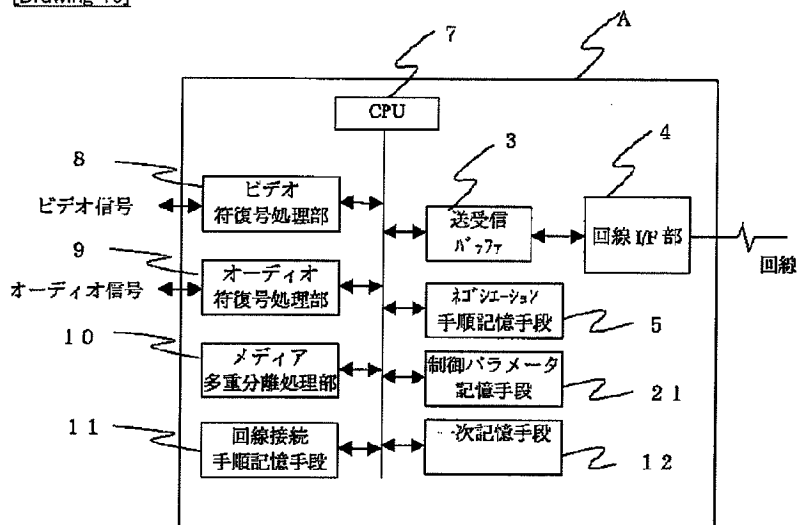 7
A
CPU
3
4
8
ビデオ
符復号処理部
ビデオ信号
送受信
バッファ
回線 I/F 部
回線
9
オーディオ
符復号処理部
オーディオ信号
ネゴシエーション
手順記憶手段
5
10
メディア
多重分離処理部
制御パラメータ
記憶手段
21
11
回線接続
手順記憶手段
一次記憶手段
12